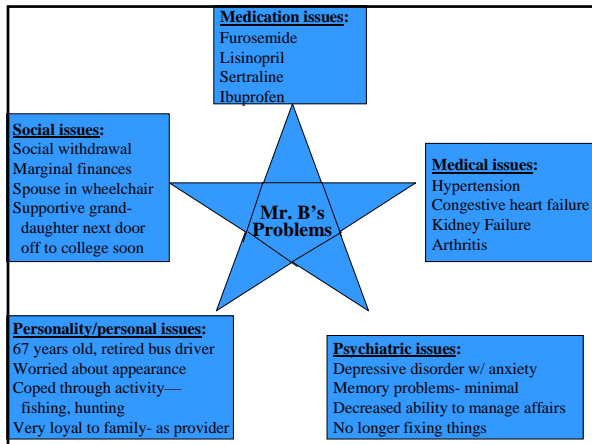 Medication issues:
Furosemide
Lisinopril
Sertraline
Ibuprofen
Social issues:
Social withdrawal
Marginal finances
Spouse in wheelchair
Supportive grand-
daughter next door
off to college soon
Medical issues:
Hypertension
Congestive heart failure
Kidney Failure
Arthritis
Mr. B’s
Problems
Personality/personal issues:
67 years old, retired bus driver
Worried about appearance
Coped through activity—
fishing, hunting
Very loyal to family- as provider
Psychiatric issues:
Depressive disorder w/ anxiety
Memory problems- minimal
Decreased ability to manage affairs
No longer fixing things